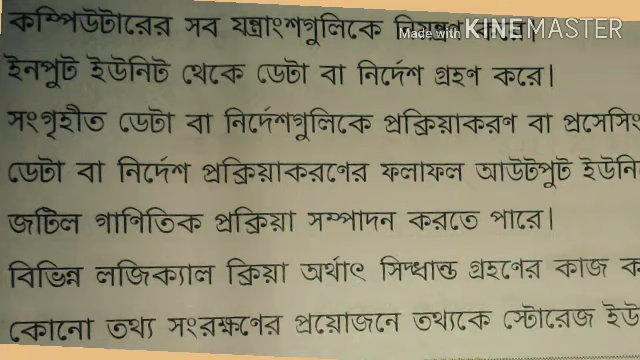 কম্পিউটারের সব যন্ত্রাংশগুলিকে নিয়ন্ত্রণ করে।
Made with KINEMASTER
ইনপুট ইউনিট থেকে ডেটা বা নির্দেশ গ্রহণ করে।
সংগৃহীত ডেটা বা নির্দেশগুলিকে প্রক্রিয়াকরণ বা প্রসেসিং
ডেটা বা নির্দেশ প্রক্রিয়াকরণের ফলাফল আউটপুট ইউনি
জটিল গাণিতিক প্রক্রিয়া সম্পাদন করতে পারে।
বিভিন্ন লজিক্যাল ক্রিয়া অর্থাৎ সিদ্ধান্ত গ্রহণের কাজ ক
কোনো তথ্য সংরক্ষণের প্রয়োজনে তথ্যকে স্টোরেজ ইউ